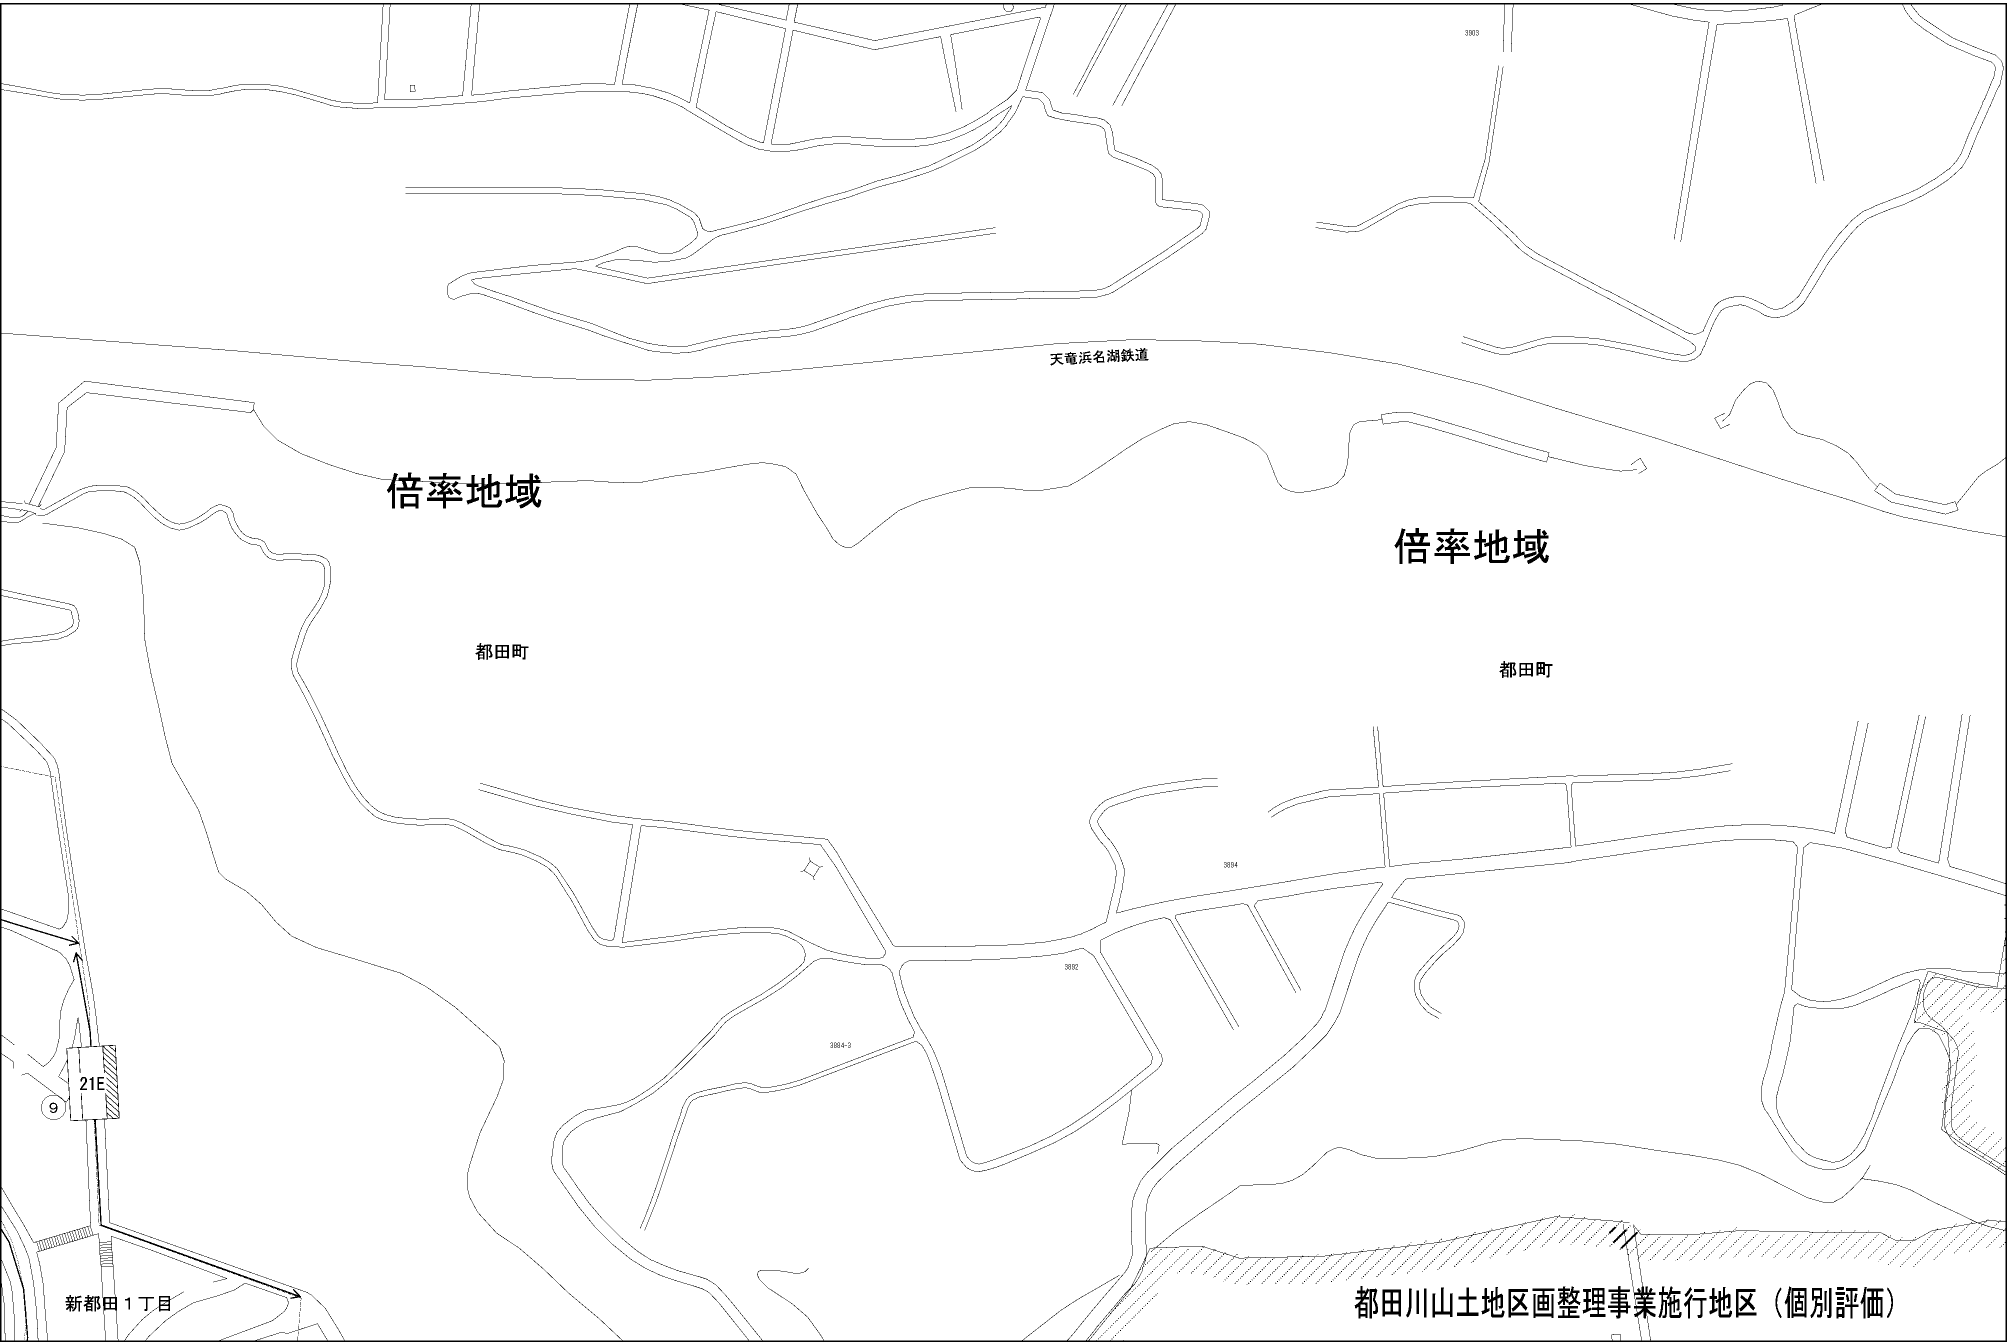 3903
天竜浜名湖鉄道
倍率地域
倍率地域
都田町
都田町
3894
3892
3884-3
21E
9
新都田1丁目
都田川山土地区画整理事業施行地区（個別評価）